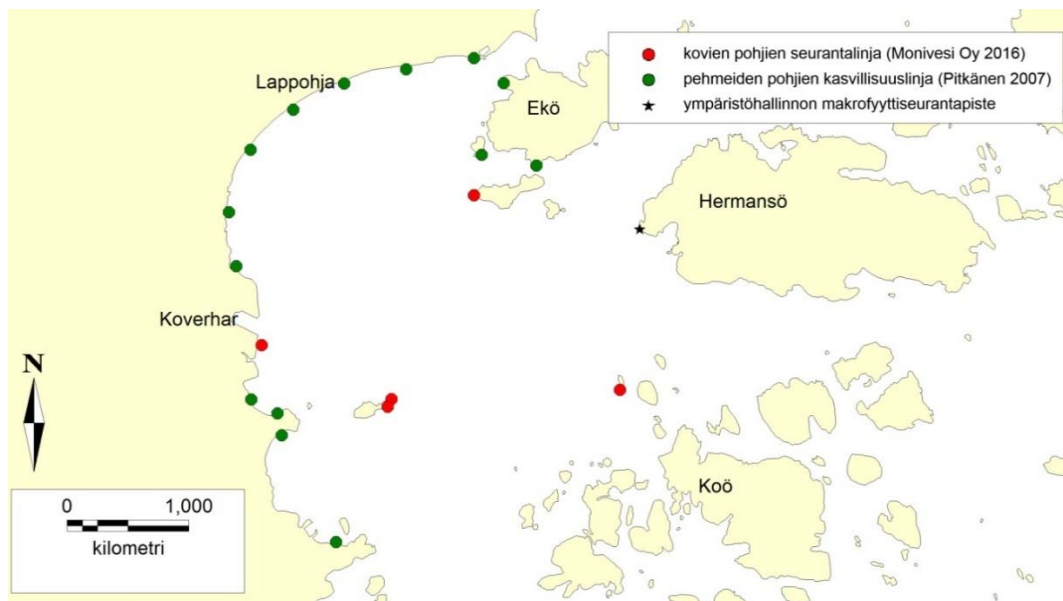 kovien pohjien seurantalinja (Monivesi Oy 2016)
pehmeiden pohjien kasvillisuuslinja (Pitkänen 2007)
ympäristöhallinnon makrofyyttiseurantapiste
Lappohja
Ekö
Hermansö
Koverhar
N
Koö
0 1,000
kilometri